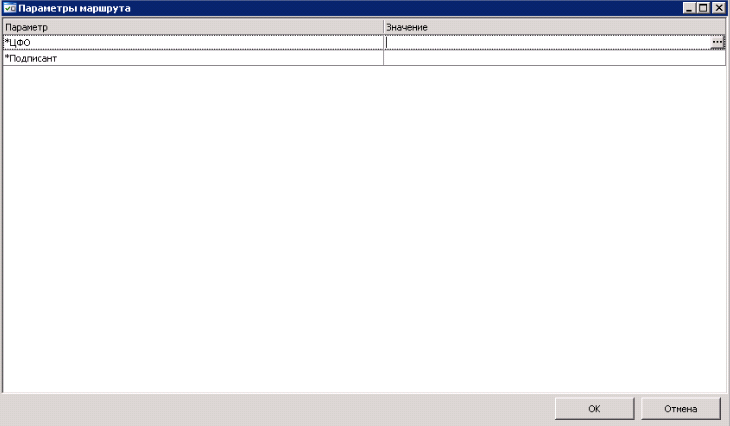 Параметры маршрута
Параметр Значение
*ЦФО ...
*Подписант
ОК Отмена